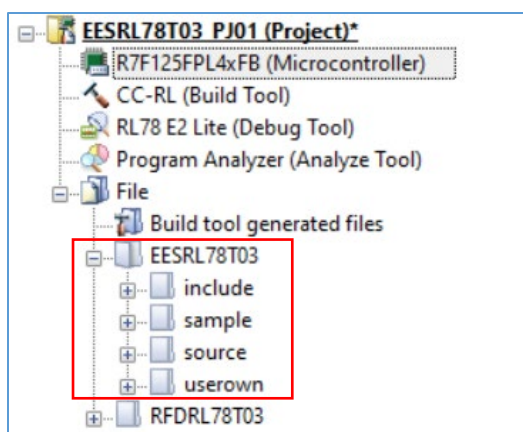 EESRL78T03_PJ01 (Project)*
R7F125FPL4xFB (Microcontroller)
CC-RL (Build Tool)
RL78 E2 Lite (Debug Tool)
Program Analyzer (Analyze Tool)
File
Build tool generated files
EESRL78T03
include
sample
source
userown
RFDRL78T03